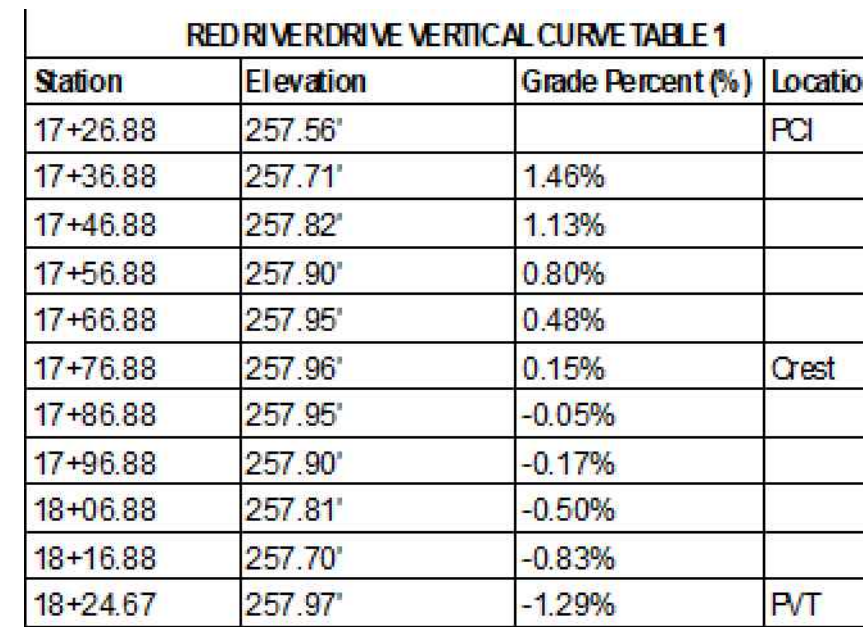 RED RIVER DRIVE VERTICAL CURVE TABLE 1
Station Elevation Grade Percent (%) Locatio
17+26.88 257.56' PCI
17+36.88 257.71' 1.46%
17+46.88 257.82' 1.13%
17+56.88 257.90' 0.80%
17+66.88 257.95' 0.48%
17+76.88 257.96' 0.15% Crest
17+86.88 257.95' -0.05%
17+96.88 257.90' -0.17%
18+06.88 257.81' -0.50%
18+16.88 257.70' -0.83%
18+24.67 257.97' -1.29% PVT